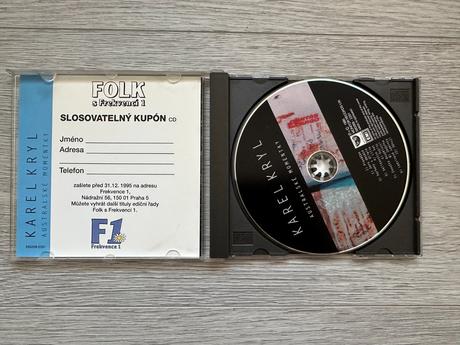 KAREL KRYL
AUSTRALSKÉ MOMENTKY
FOLK
s Frekvencí 1
SLOSOVATELNÝ KUPÓN CD
Jméno
Adresa
Telefon
zašlete před 31.12. 1995 na adresu
Frekvence 1,
Nádražní 56, 150 01 Praha 5
Můžete vyhrát další tituly ediční řady
Folk s Frekvencí 1.
F1
Frekvence 1
KAREL KRYL
AUSTRALSKÉ MOMENTKY